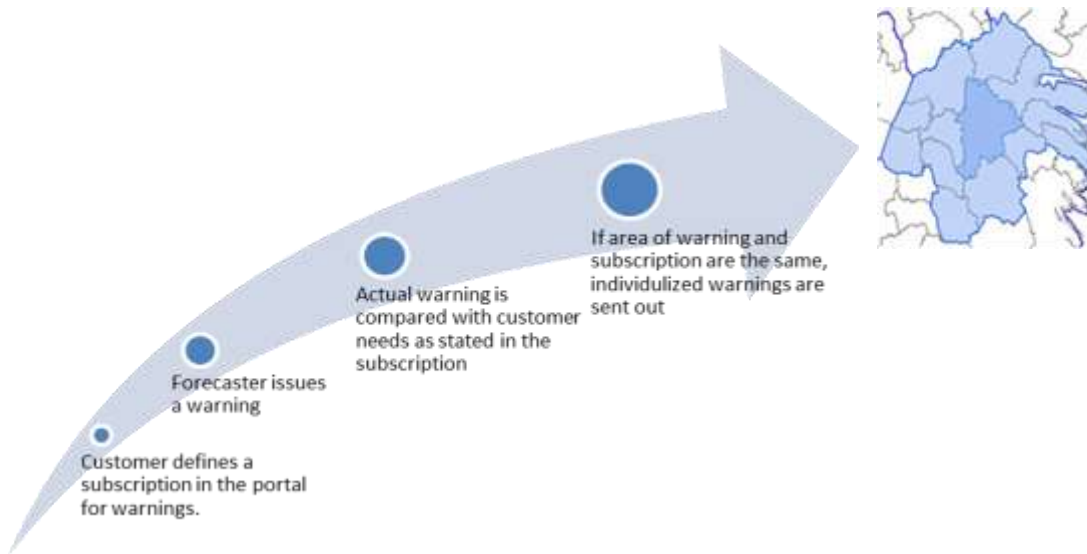 Customer defines a
subscription in the portal
for warnings.
Forecaster issues
a warning
Actual warning is
compared with customer
needs as stated in the
subscription
If area of warning and
subscription are the same,
individulized warnings are
sent out